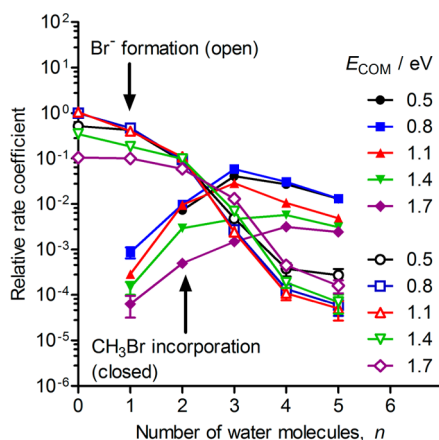 10²
10¹
10⁰
10⁻¹
10⁻²
10⁻³
10⁻⁴
10⁻⁵
10⁻⁶
Relative rate coefficient
Br⁻ formation (open)
CH₃Br incorporation
(closed)
0 1 2 3 4 5 6
Number of water molecules, n
E_COM / eV
0.5
0.8
1.1
1.4
1.7
0.5
0.8
1.1
1.4
1.7